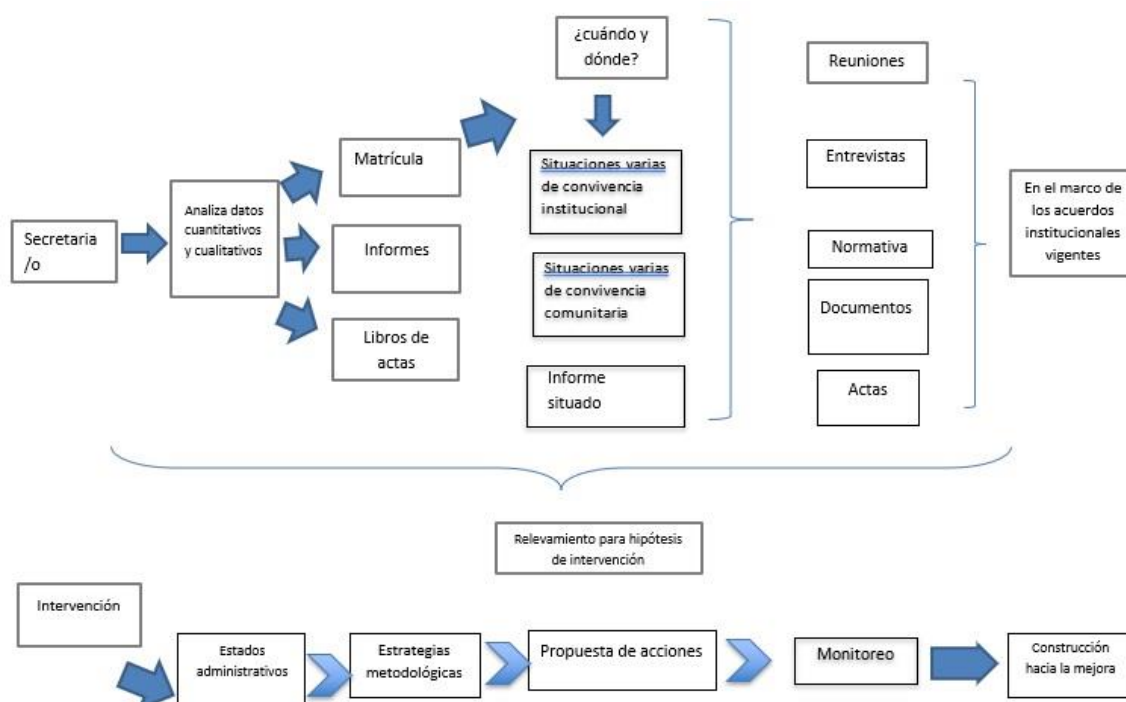 ¿cuándo y
dónde?
Reuniones
Matrícula
Entrevistas
Situaciones varias
de convivencia
institucional
Analiza datos
cuantitativos
y cualitativos
En el marco de
los acuerdos
institucionales
vigentes
Secretaria
/o
Informes
Normativa
Situaciones varias
de convivencia
comunitaria
Documentos
Libros de
actas
Informe
situado
Actas
Relevamiento para hipótesis
de intervención
Intervención
Estados
administrativos
Estrategias
metodológicas
Propuesta de acciones
Monitoreo
Construcción
hacia la mejora